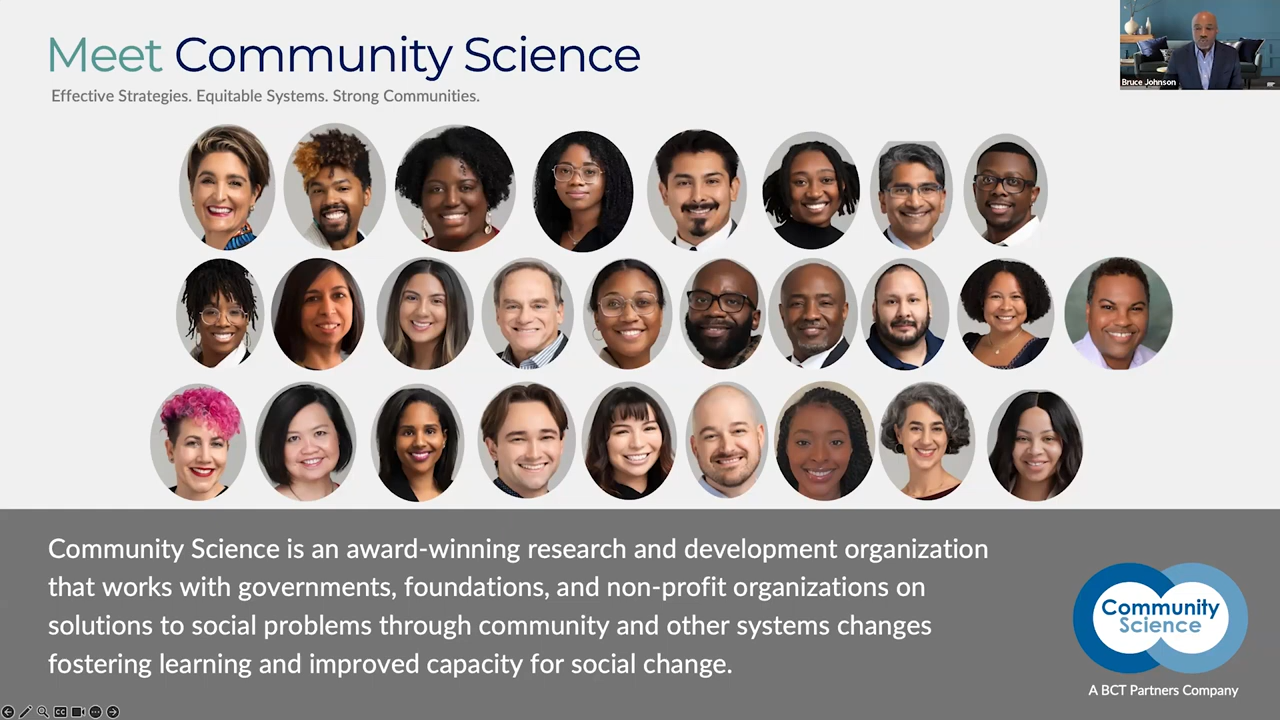 Meet Community Science
Effective Strategies. Equitable Systems. Strong Communities.
Bruce Johnson
Community Science is an award-winning research and development organization
that works with governments, foundations, and non-profit organizations on
solutions to social problems through community and other systems changes
fostering learning and improved capacity for social change.
Community
Science
A BCT Partners Company
CC